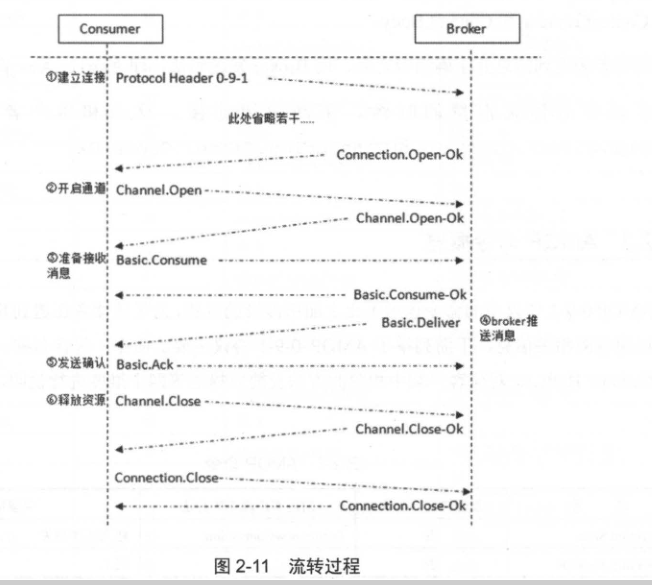 Consumer
Broker
①建立连接
Protocol Header 0-9-1
此处省略若干.....
Connection.Open-Ok
②开启通道
Channel.Open
Channel.Open-Ok
③准备接收
消息
Basic.Consume
Basic.Consume-Ok
Basic.Deliver
④broker推
送消息
⑤发送确认
Basic.Ack
⑥释放资源
Channel.Close
Channel.Close-Ok
Connection.Close
Connection.Close-Ok
图 2-11 流转过程